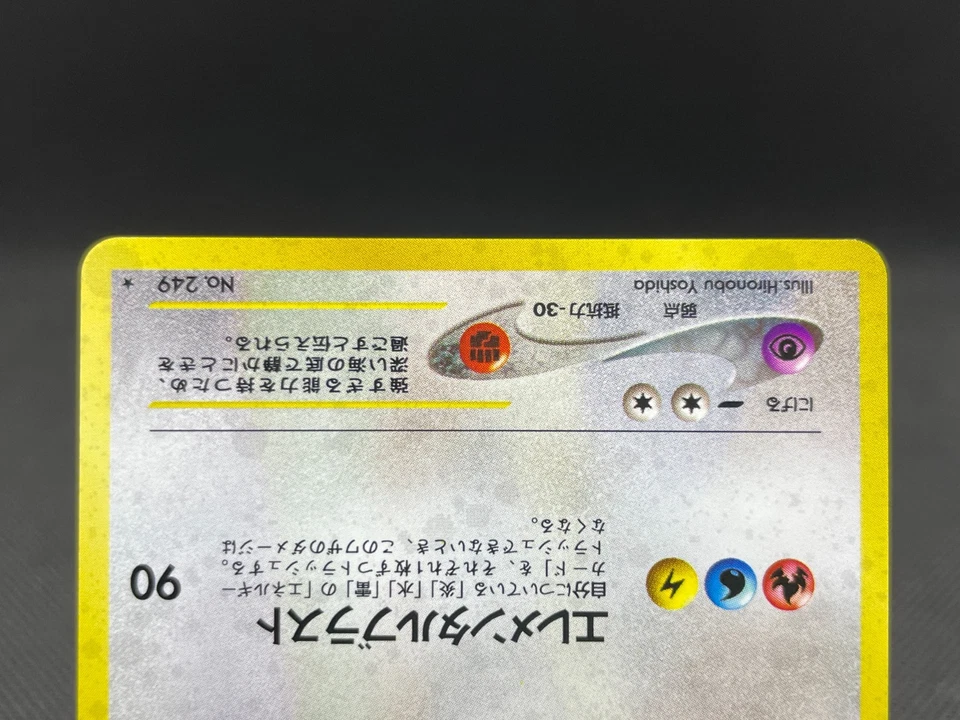 エレメンタルブラスト 90
自分についている「炎」「水」「雷」の「エネルギー
カード」を、それぞれ1枚ずつトラッシュする。
トラッシュできないとき、このワザのダメージは
なくなる。
にげる
弱点 抵抗力-30
強すぎる能力を持つため、
深い海の底で静かにときを
過ごすと伝えられる。
Illus.Hironobu Yoshida
No. 249 ★